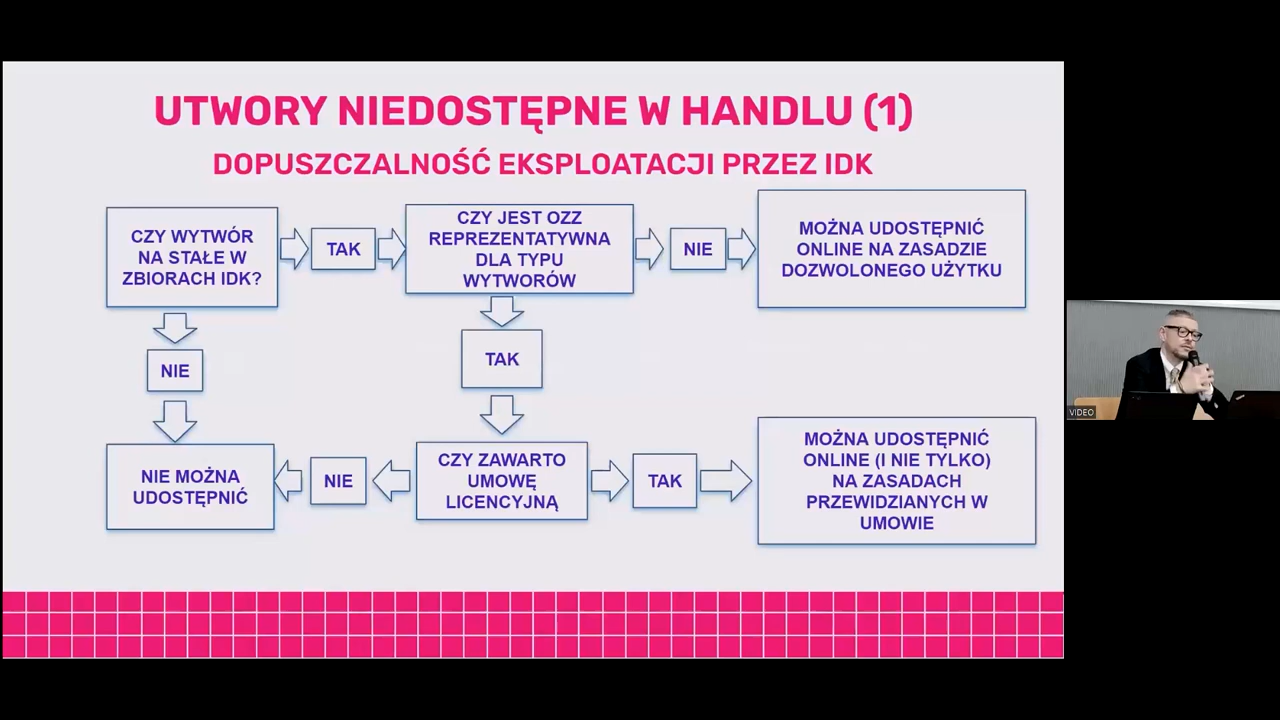 UTWORY NIEDOSTĘPNE W HANDLU (1)
DOPUSZCZALNOŚĆ EKSPLOATACJI PRZEZ IDK
CZY WYTWÓR
NA STAŁE W
ZBIORACH IDK?
TAK
CZY JEST OZZ
REPREZENTATYWNA
DLA TYPU
WYTWORÓW
NIE
MOŻNA UDOSTĘPNIĆ
ONLINE NA ZASADZIE
DOZWOLONEGO UŻYTKU
NIE
TAK
NIE MOŻNA
UDOSTĘPNIĆ
NIE
CZY ZAWARTO
UMOWĘ
LICENCYJNĄ
TAK
MOŻNA UDOSTĘPNIĆ
ONLINE (I NIE TYLKO)
NA ZASADACH
PRZEWIDZIANYCH W
UMOWIE
VIDEO